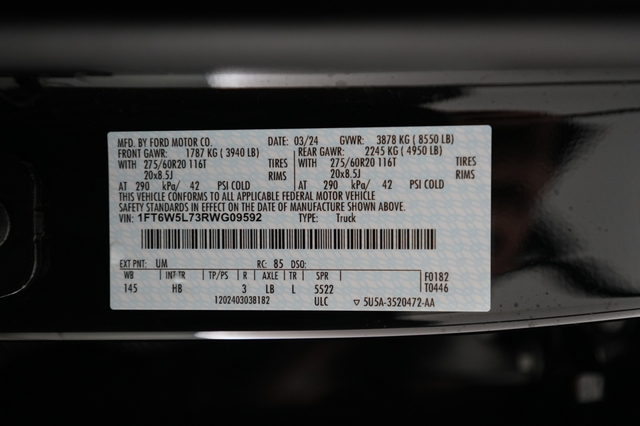 MFD. BY FORD MOTOR CO. DATE: 03/24 GVWR: 3878 KG ( 8550 LB)
FRONT GAWR: 1787 KG ( 3940 LB) REAR GAWR: 2245 KG ( 4950 LB)
WITH 275/60R20 116T TIRES WITH 275/60R20 116T TIRES
20x8.5J RIMS 20x8.5J RIMS
AT 290 kPa/ 42 PSI COLD AT 290 kPa/ 42 PSI COLD
THIS VEHICLE CONFORMS TO ALL APPLICABLE FEDERAL MOTOR VEHICLE
SAFETY STANDARDS IN EFFECT ON THE DATE OF MANUFACTURE SHOWN ABOVE.
VIN: 1FT6W5L73RWG09592 TYPE: Truck
EXT PNT: UM RC: 85 DSO:
WB INT TR TP/PS R AXLE TR SPR F0182
145 HB 3 LB L 5522 T0446
1202403038182 ULC ▽ 5U5A-3520472-AA